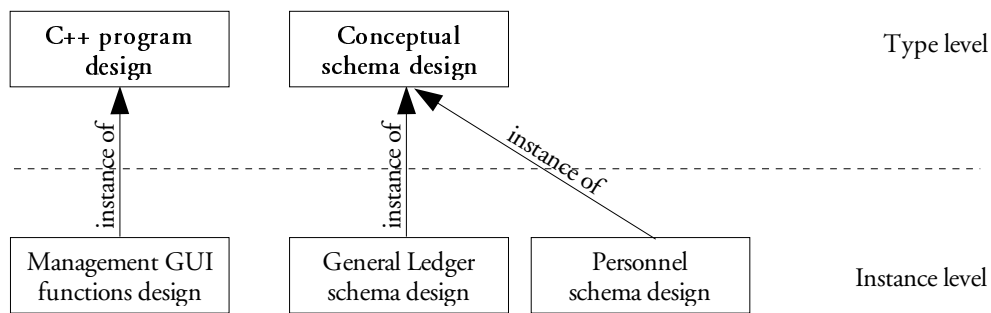 C++ program
design
Conceptual
schema design
Type level
instance of
instance of
instance of
Management GUI
functions design
General Ledger
schema design
Personnel
schema design
Instance level